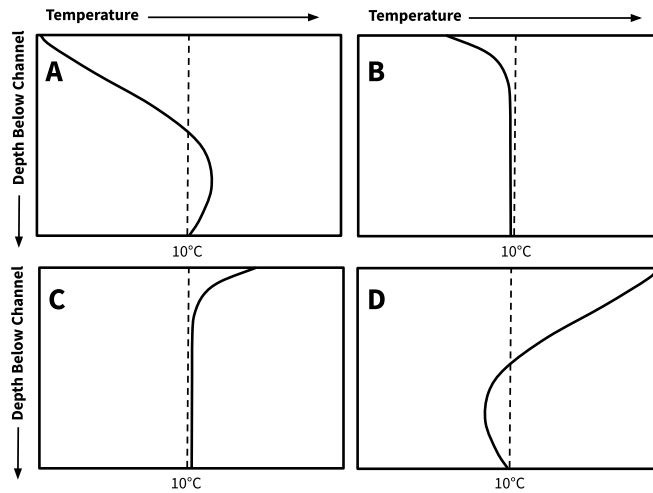 Temperature
Temperature
Depth Below Channel
A
B
10°C
10°C
Depth Below Channel
C
D
10°C
10°C